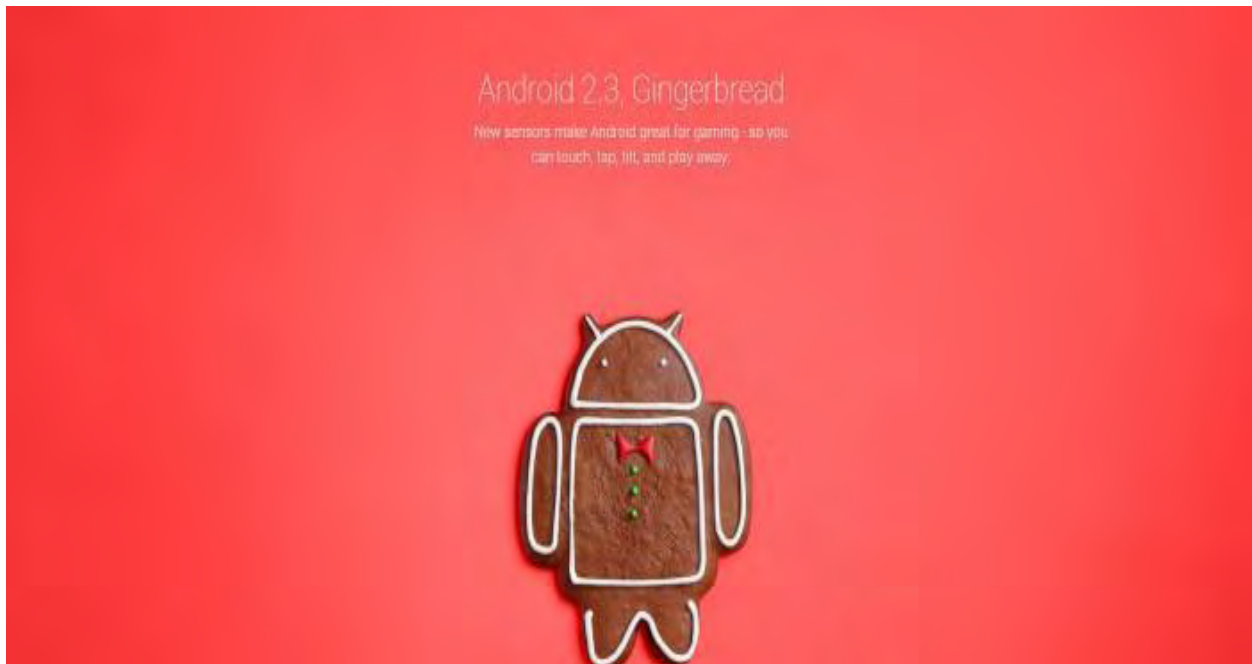 Android 2.3, Gingerbread
New sensors make Android great for gaming - so you
can touch, tap, tilt, and play away.